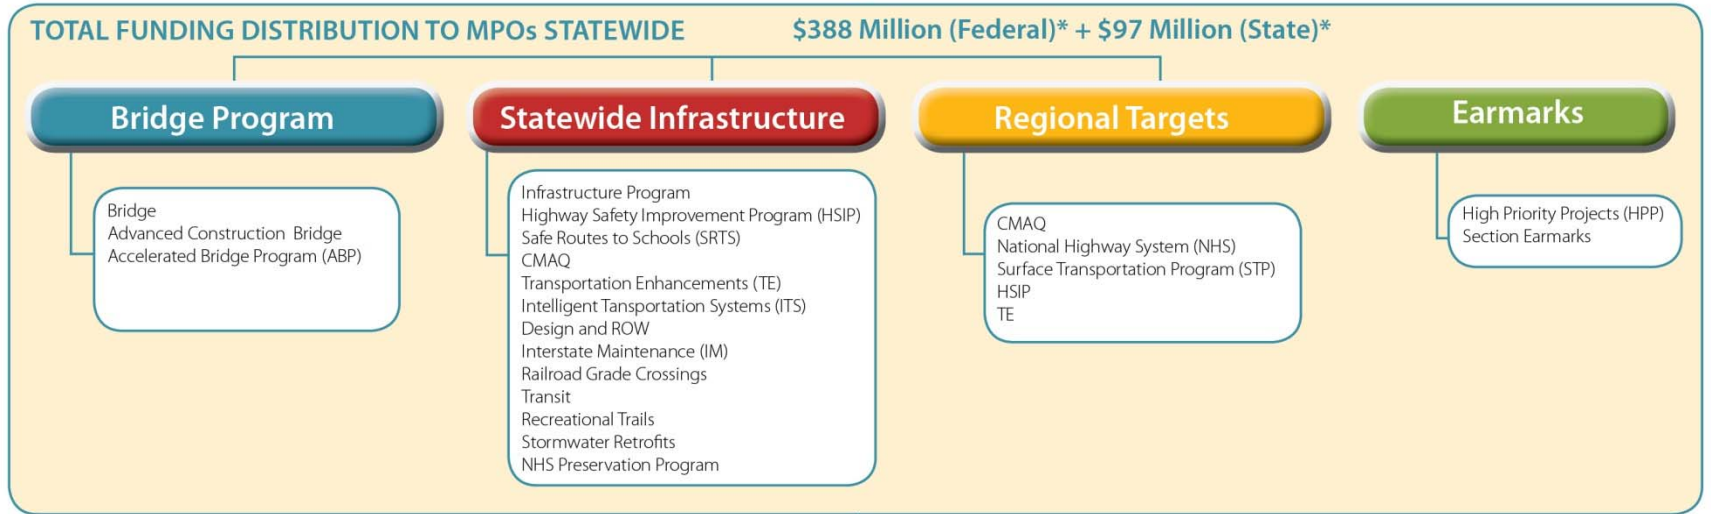 TOTAL FUNDING DISTRIBUTION TO MPOs STATEWIDE $388 Million (Federal)* + $97 Million (State)*
Bridge Program
Bridge
Advanced Construction Bridge
Accelerated Bridge Program (ABP)
Statewide Infrastructure
Infrastructure Program
Highway Safety Improvement Program (HSIP)
Safe Routes to Schools (SRTS)
CMAQ
Transportation Enhancements (TE)
Intelligent Tansportation Systems (ITS)
Design and ROW
Interstate Maintenance (IM)
Railroad Grade Crossings
Transit
Recreational Trails
Stormwater Retrofits
NHS Preservation Program
Regional Targets
CMAQ
National Highway System (NHS)
Surface Transportation Program (STP)
HSIP
TE
Earmarks
High Priority Projects (HPP)
Section Earmarks